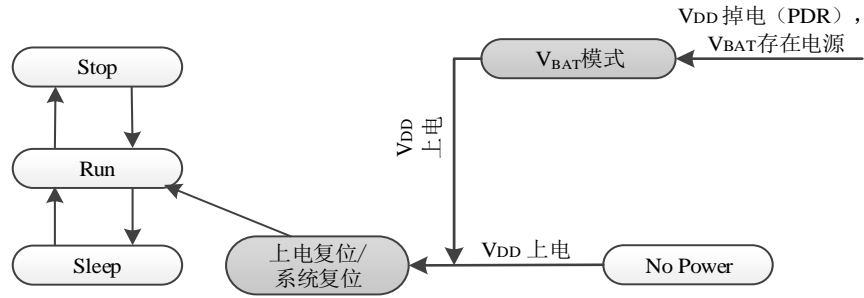 VDD 掉电（PDR），
VBAT存在电源
Stop
VBAT模式
VDD
上电
Run
上电复位/
系统复位
VDD 上电
Sleep
No Power